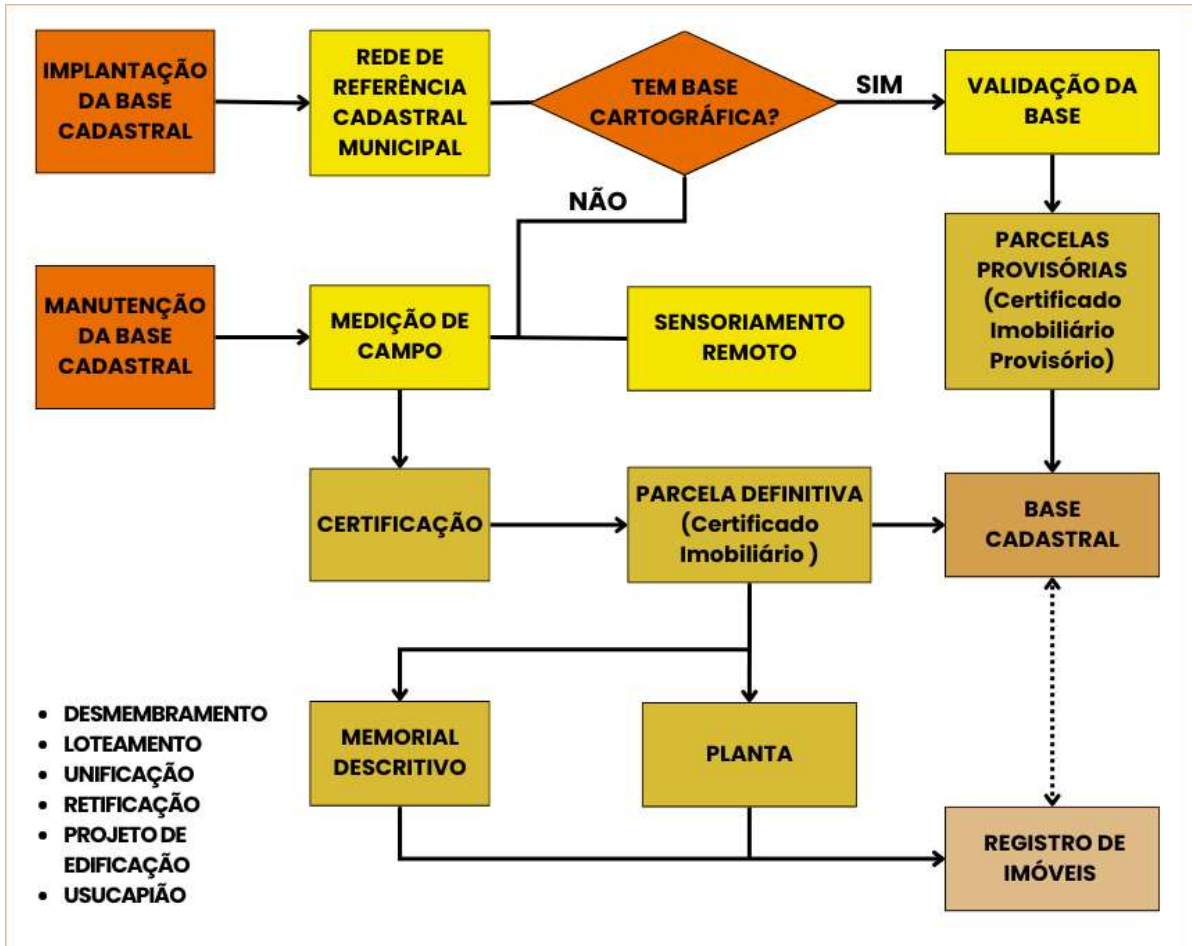 IMPLANTAÇÃO
DA BASE
CADASTRAL
REDE DE
REFERÊNCIA
CADASTRAL
MUNICIPAL
TEM BASE
CARTOGRÁFICA?
SIM
VALIDAÇÃO DA
BASE
NÃO
PARCELAS
PROVISÓRIAS
(Certificado
Imobiliário
Provisório)
MANUTENÇÃO
DA BASE
CADASTRAL
MEDIÇÃO DE
CAMPO
SENSORIAMENTO
REMOTO
CERTIFICAÇÃO
PARCELA DEFINITIVA
(Certificado
Imobiliário )
BASE
CADASTRAL
• DESMEMBRAMENTO
• LOTEAMENTO
• UNIFICAÇÃO
• RETIFICAÇÃO
• PROJETO DE
EDIFICAÇÃO
• USUCAPIÃO
MEMORIAL
DESCRITIVO
PLANTA
REGISTRO DE
IMÓVEIS